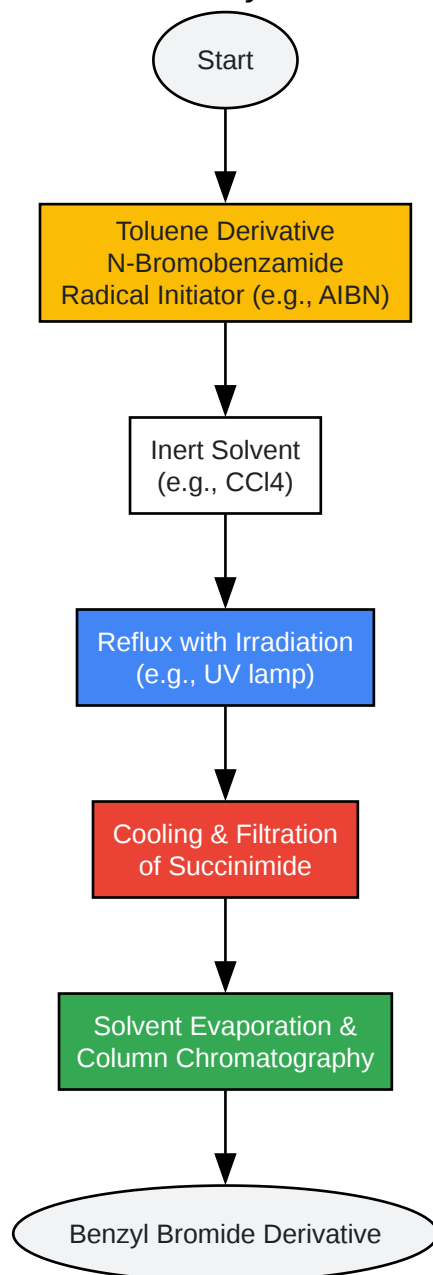 Start
Toluene Derivative
N-Bromobenzamide
Radical Initiator (e.g., AIBN)
Inert Solvent
(e.g., CCl4)
Reflux with Irradiation
(e.g., UV lamp)
Cooling & Filtration
of Succinimide
Solvent Evaporation &
Column Chromatography
Benzyl Bromide Derivative